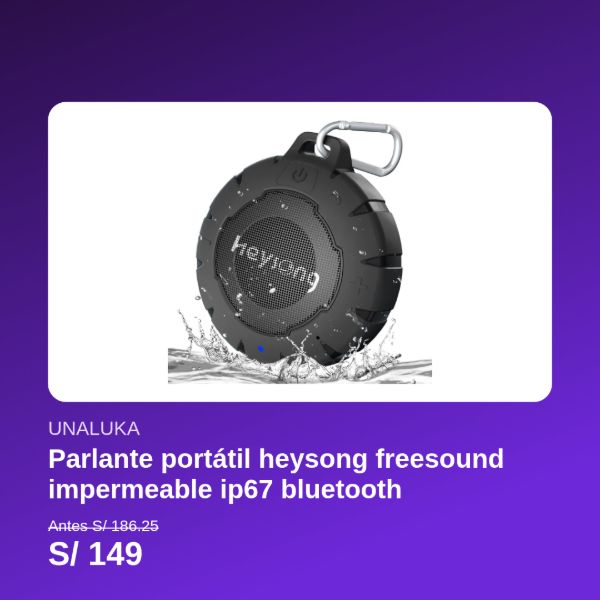 Heysong
UNALUKA
Parlante portátil heysong freesound
impermeable ip67 bluetooth
Antes S/ 186.25
S/ 149